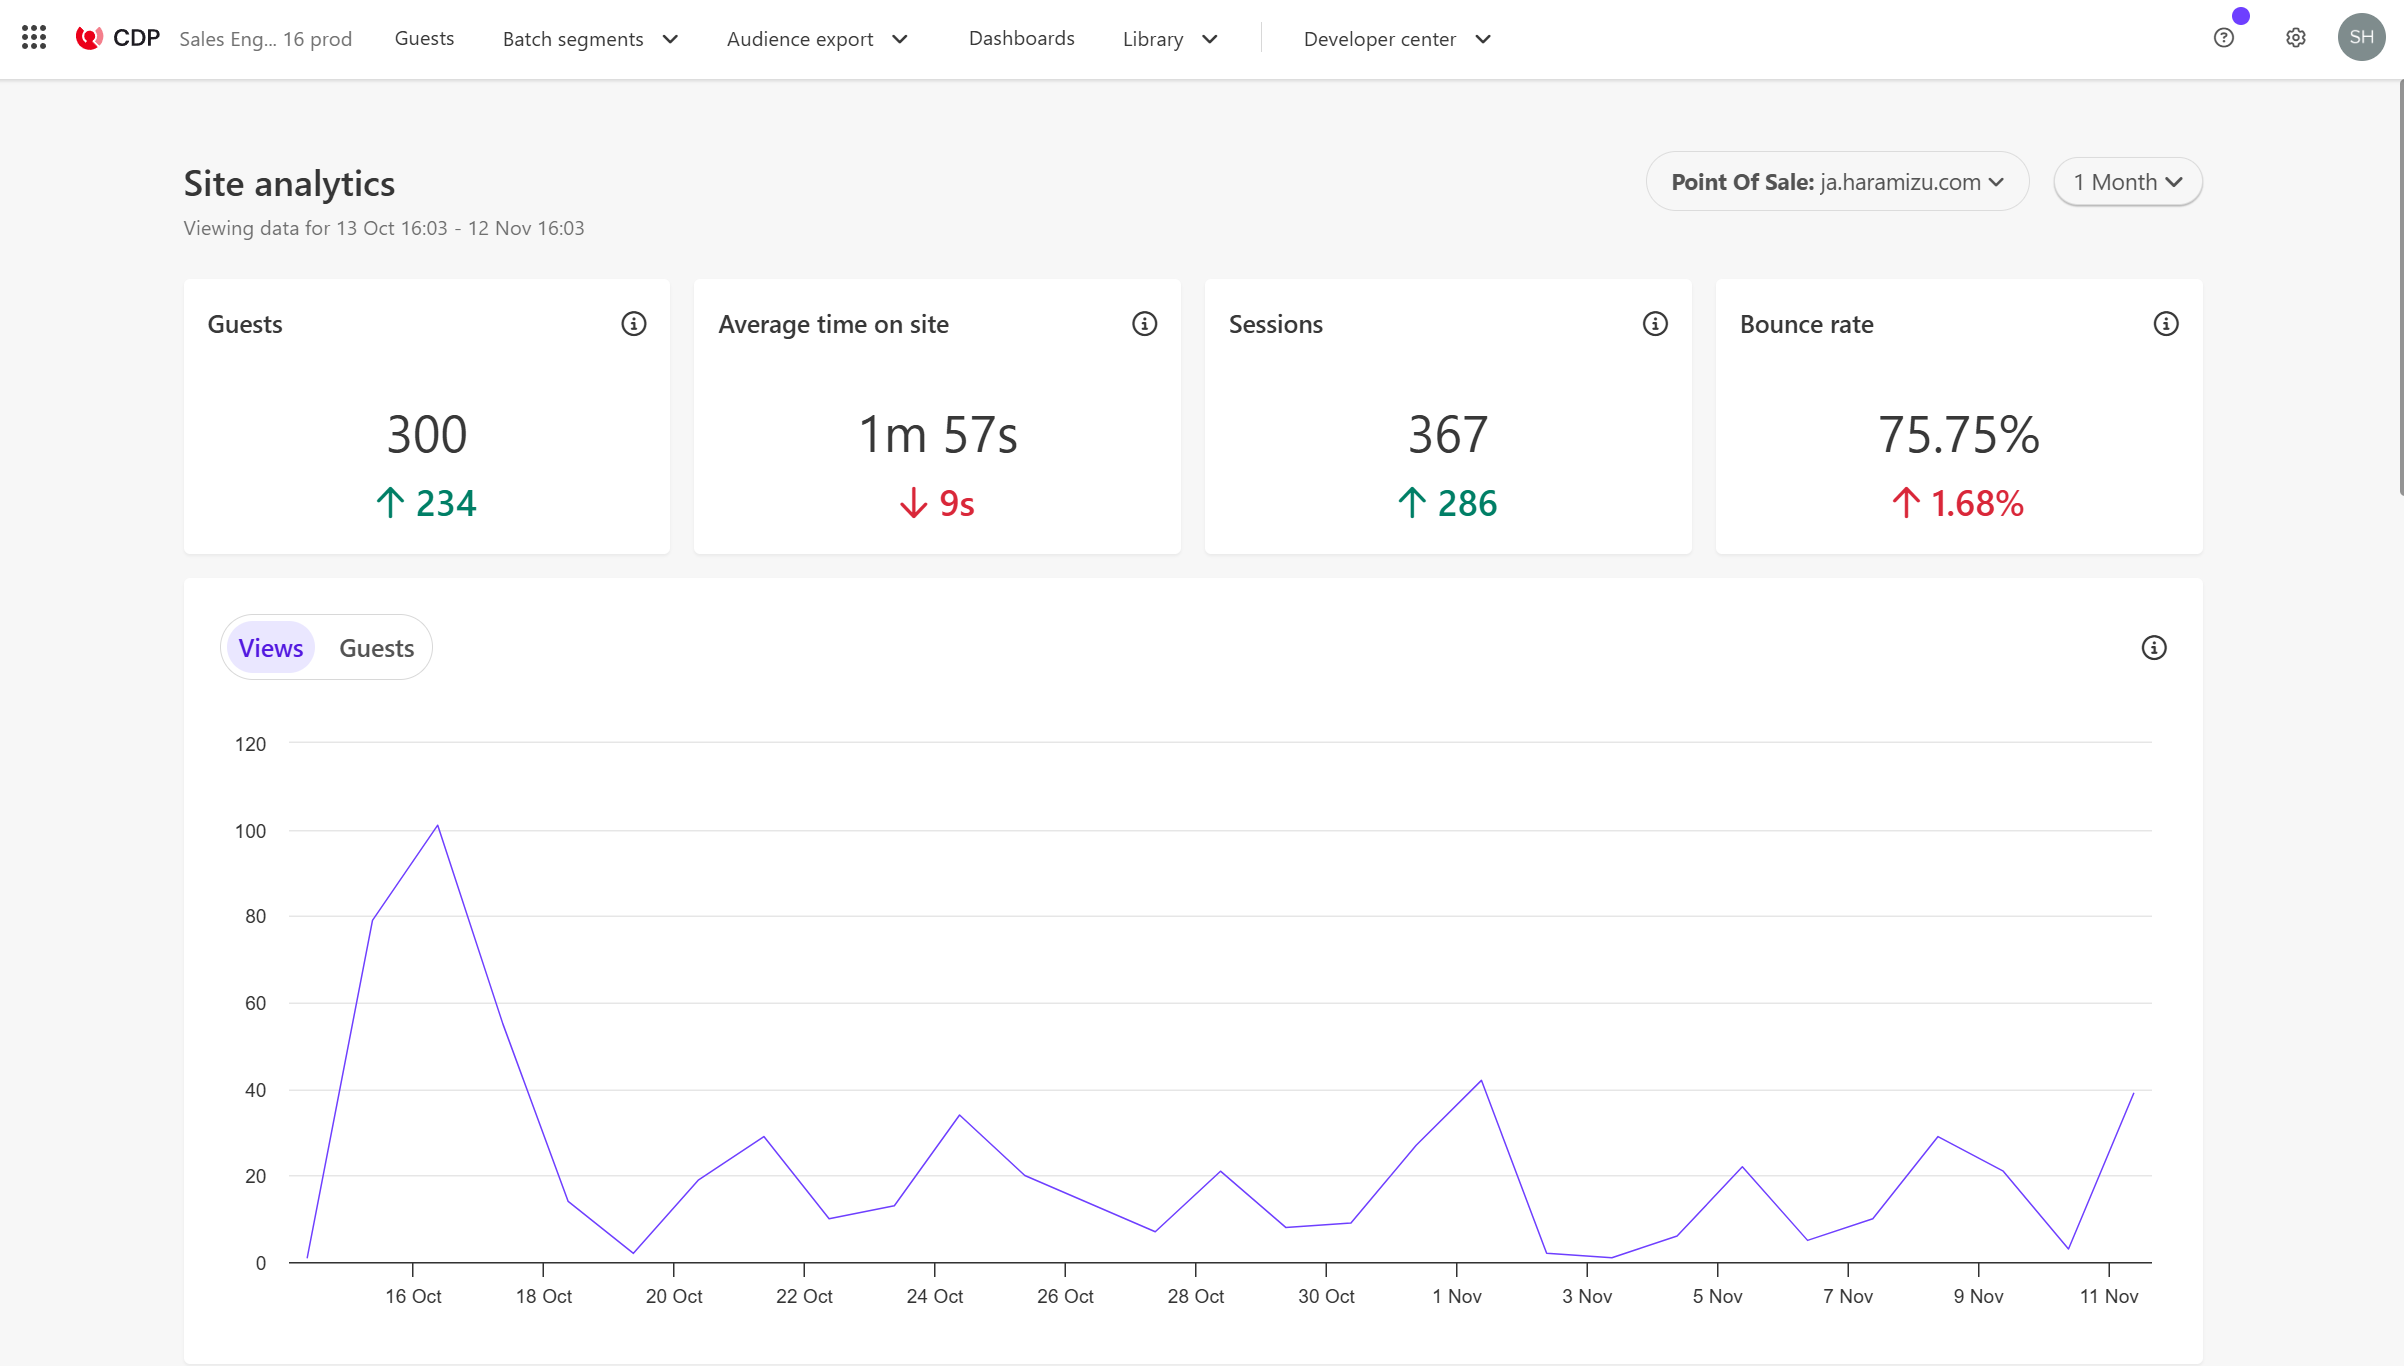 CDP Sales Eng... 16 prod Guests Batch segments Audience export Dashboards Library Developer center SH
Site analytics
Viewing data for 13 Oct 16:03 - 12 Nov 16:03
Point Of Sale: ja.haramizu.com
1 Month
Guests
300
234
Average time on site
1m 57s
9s
Sessions
367
286
Bounce rate
75.75%
1.68%
Views Guests
120
100
80
60
40
20
0
16 Oct 18 Oct 20 Oct 22 Oct 24 Oct 26 Oct 28 Oct 30 Oct 1 Nov 3 Nov 5 Nov 7 Nov 9 Nov 11 Nov